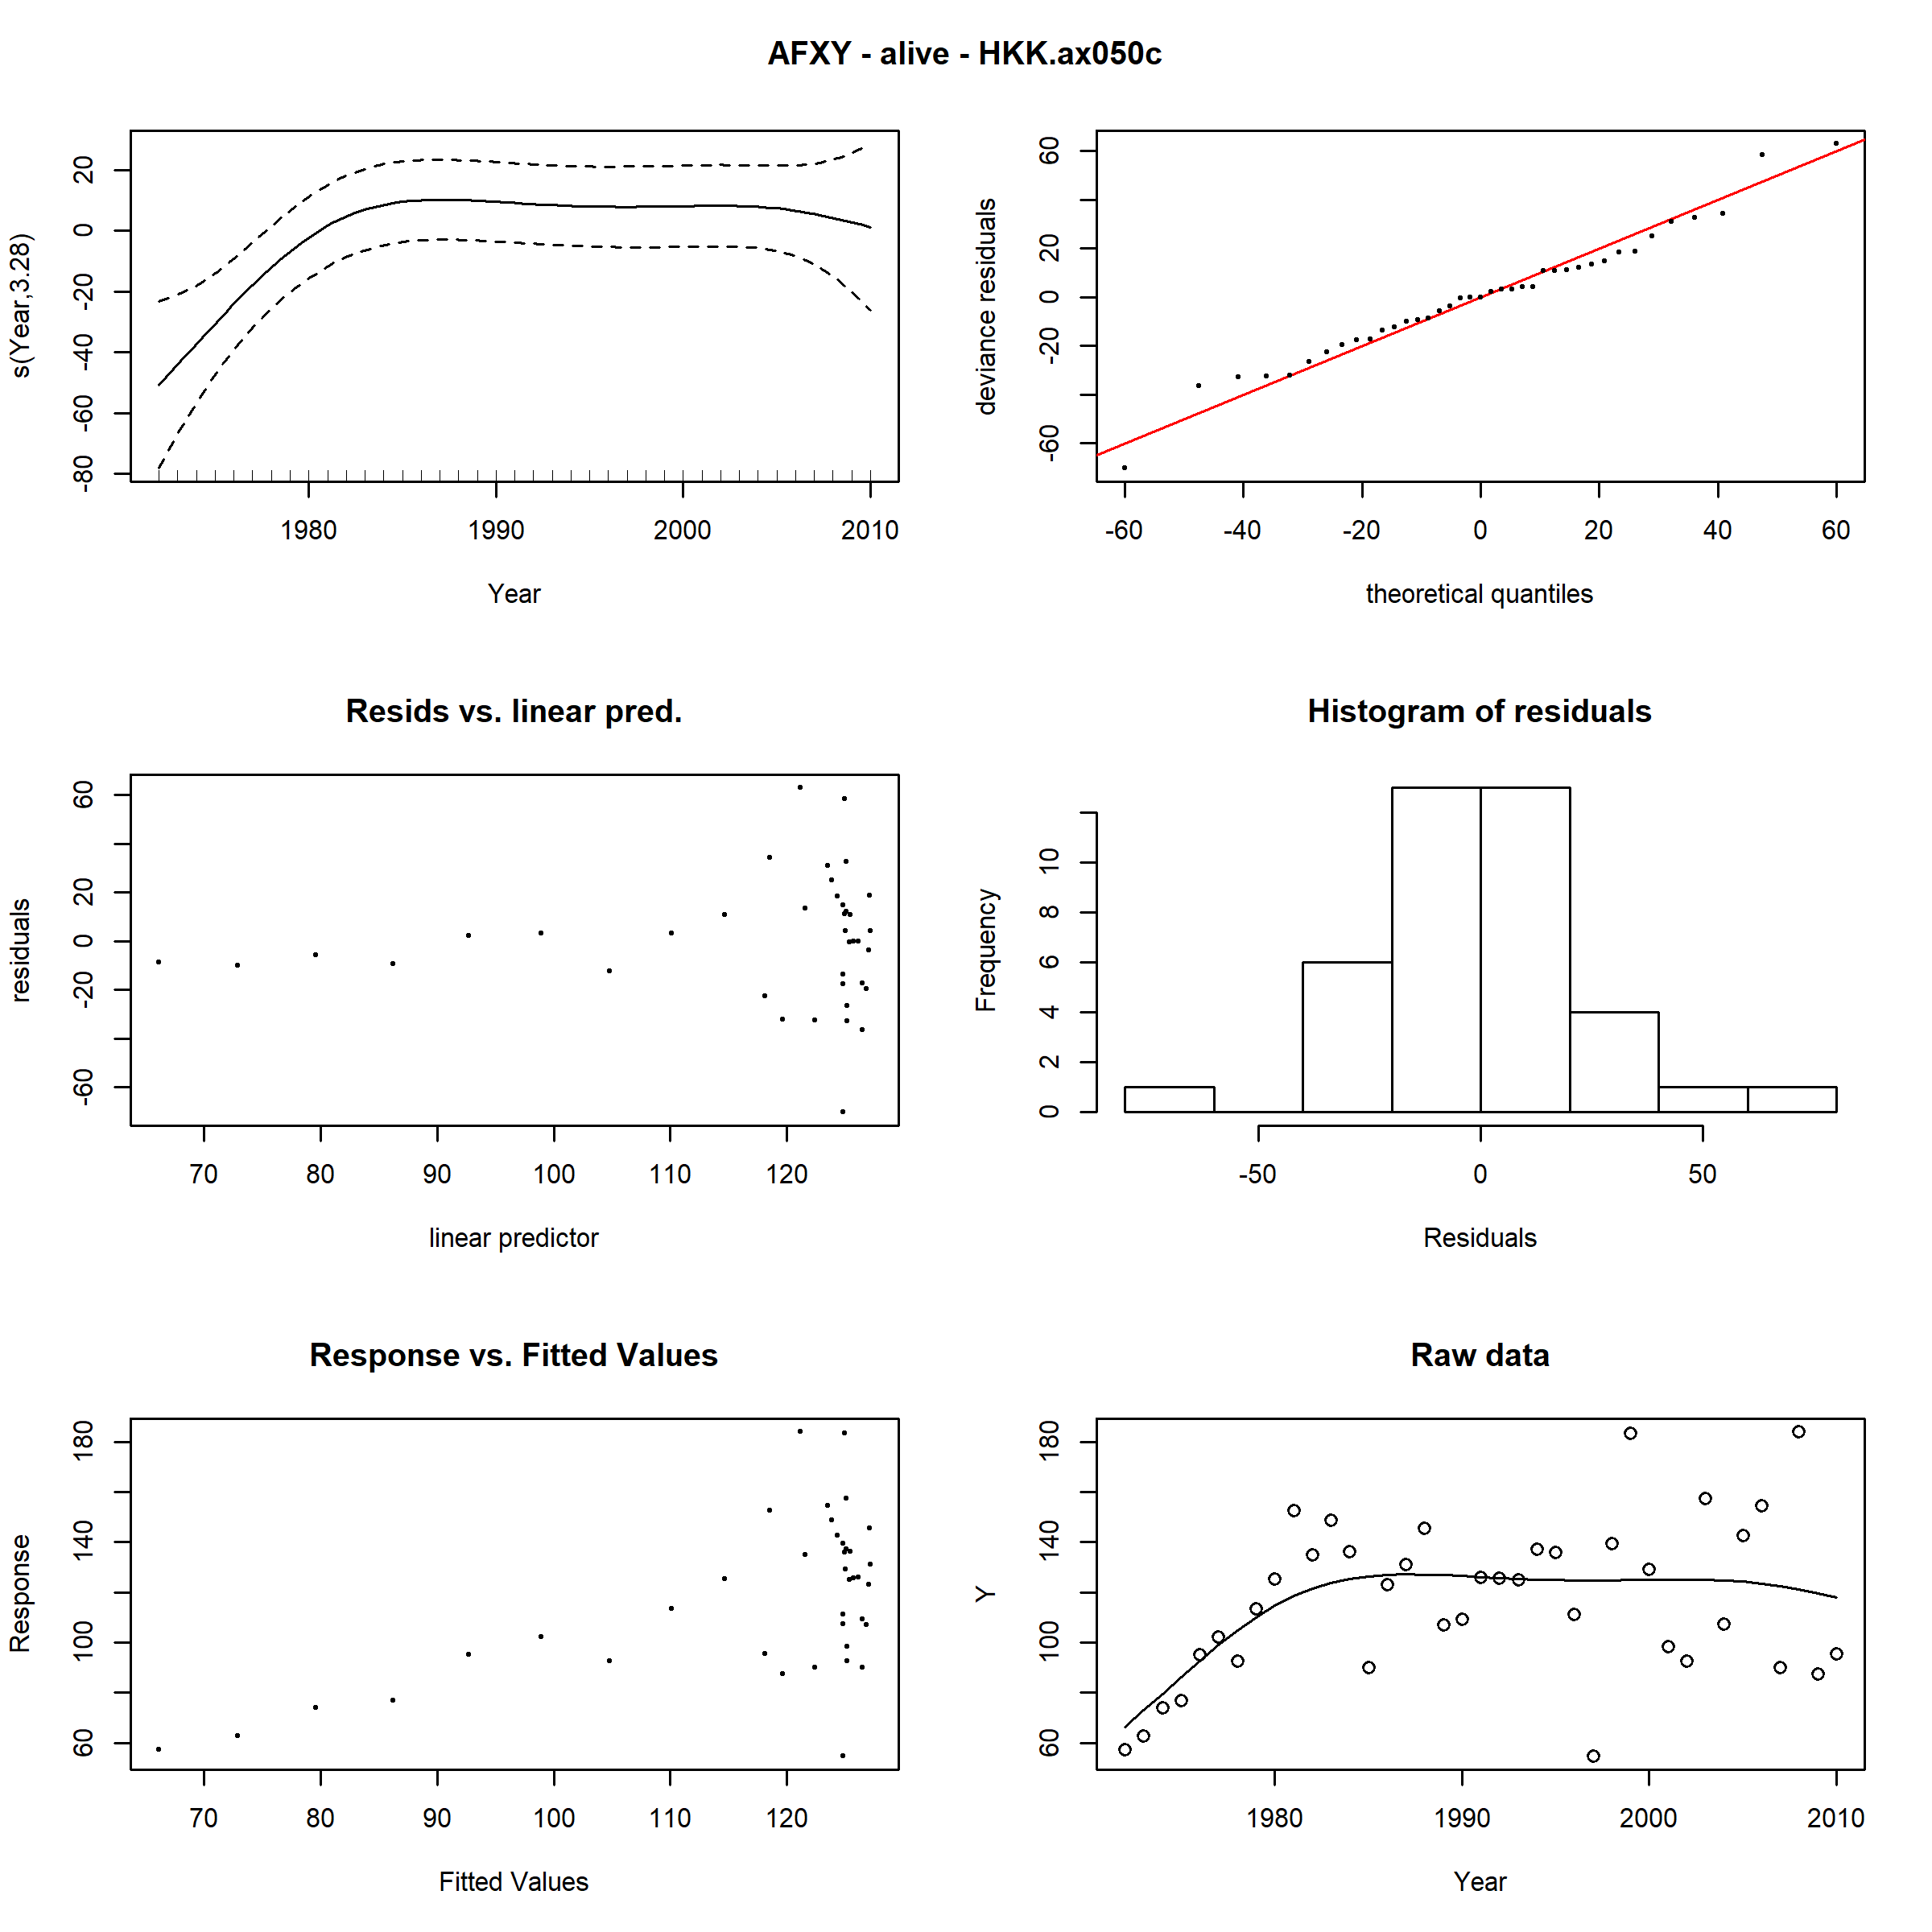 AFXY - alive - HKK.ax050c
s(Year,3.28)
20
0
-20
-40
-60
-80
1980 1990 2000 2010
Year
deviance residuals
60
20
0
-20
-60
-60 -40 -20 0 20 40 60
theoretical quantiles
Resids vs. linear pred.
residuals
60
20
0
-20
-60
70 80 90 100 110 120
linear predictor
Histogram of residuals
Frequency
10
8
6
4
2
0
-50 0 50
Residuals
Response vs. Fitted Values
Response
180
140
100
60
70 80 90 100 110 120
Fitted Values
Raw data
Y
180
140
100
60
1980 1990 2000 2010
Year